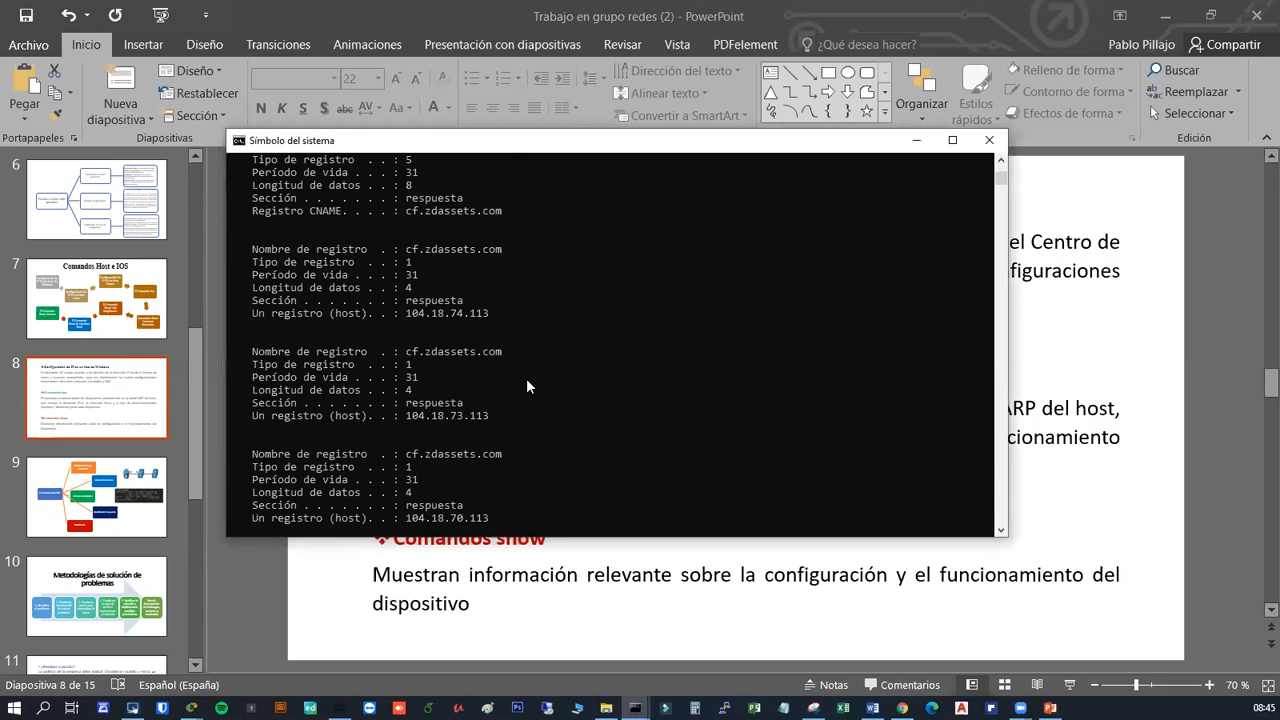 Trabajo en grupo redes (2) - PowerPoint
Archivo Inicio Insertar Diseño Transiciones Animaciones Presentación con diapositivas Revisar Vista PDFelement ¿Qué desea hacer? Pablo Pillajo Compartir
Pegar
Nueva diapositiva
Diseño
Restablecer
Sección
22
Dirección del texto
Alinear texto
Convertir a SmartArt
Organizar
Estilos rápidos
Relleno de forma
Contorno de forma
Efectos de forma
Buscar
Reemplazar
Seleccionar
Portapapeles Diapositivas Edición
Símbolo del sistema
Tipo de registro . . : 5
Período de vida . . . : 31
Longitud de datos . . . : 8
Sección . . . . . . . : respuesta
Registro CNAME. . . . : cf.zdassets.com
Nombre de registro . : cf.zdassets.com
Tipo de registro . . : 1
Período de vida . . . : 31
Longitud de datos . . . : 4
Sección . . . . . . . : respuesta
Un registro (host). . : 104.18.74.113
Nombre de registro . : cf.zdassets.com
Tipo de registro . . : 1
Período de vida . . . : 31
Longitud de datos . . . : 4
Sección . . . . . . . : respuesta
Un registro (host). . : 104.18.73.113
Nombre de registro . : cf.zdassets.com
Tipo de registro . . : 1
Período de vida . . . : 31
Longitud de datos . . . : 4
Sección . . . . . . . : respuesta
Un registro (host). . : 104.18.70.113
6
7
Comandos Host e IOS
8
9
10
Metodologías de solución de problemas
11
el Centro de
figuraciones
ARP del host,
cionamiento
Comandos show
Muestran información relevante sobre la configuración y el funcionamiento del
dispositivo
Diapositiva 8 de 15 Español (España) Notas Comentarios 70 %
08:45